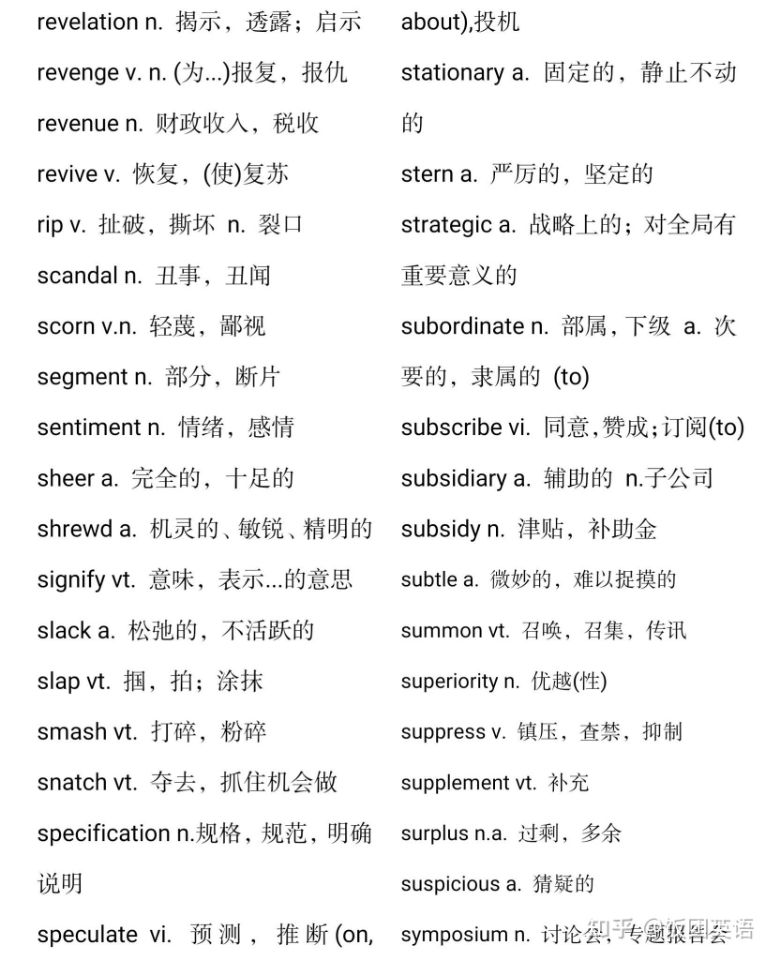 revelation n. 揭示，透露；启示
revenge v. n. (为...)报复，报仇
revenue n. 财政收入，税收
revive v. 恢复，(使)复苏
rip v. 扯破，撕坏 n. 裂口
scandal n. 丑事，丑闻
scorn v.n. 轻蔑，鄙视
segment n. 部分，断片
sentiment n. 情绪，感情
sheer a. 完全的，十足的
shrewd a. 机灵的、敏锐、精明的
signify vt. 意味，表示...的意思
slack a. 松弛的，不活跃的
slap vt. 掴，拍；涂抹
smash vt. 打碎，粉碎
snatch vt. 夺去，抓住机会做
specification n.规格，规范，明确
说明
speculate vi. 预测，推断(on,
about),投机
stationary a. 固定的，静止不动
的
stern a. 严厉的，坚定的
strategic a. 战略上的；对全局有
重要意义的
subordinate n. 部属,下级 a. 次
要的，隶属的 (to)
subscribe vi. 同意,赞成;订阅(to)
subsidiary a. 辅助的 n.子公司
subsidy n. 津贴，补助金
subtle a. 微妙的，难以捉摸的
summon vt. 召唤，召集，传讯
superiority n. 优越(性)
suppress v. 镇压，查禁，抑制
supplement vt. 补充
surplus n.a. 过剩，多余
suspicious a. 猜疑的
symposium n. 讨论会，专题报告会
知乎 @饭团英语